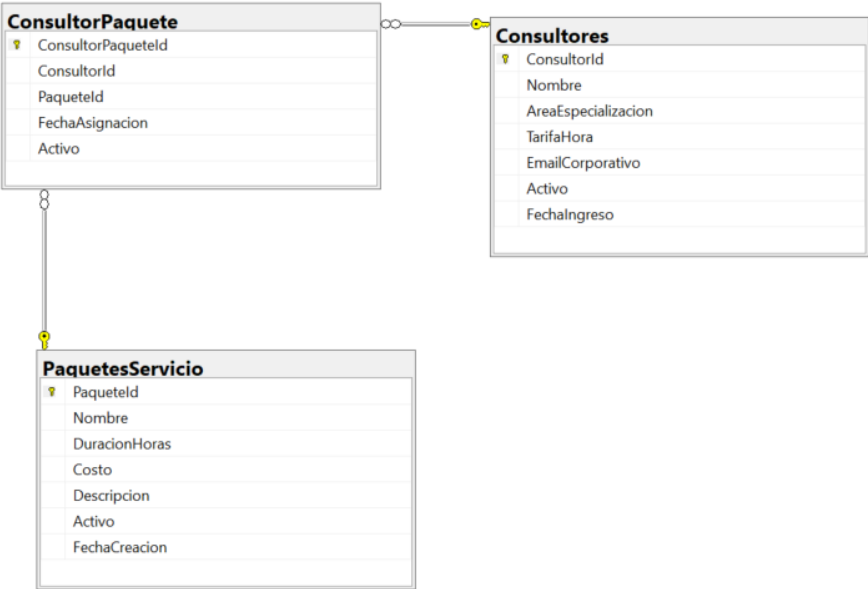 ConsultorPaquete
ConsultorPaqueteId
ConsultorId
PaqueteId
FechaAsignacion
Activo
Consultores
ConsultorId
Nombre
AreaEspecializacion
TarifaHora
EmailCorporativo
Activo
FechaIngreso
PaquetesServicio
PaqueteId
Nombre
DuracionHoras
Costo
Descripcion
Activo
FechaCreacion